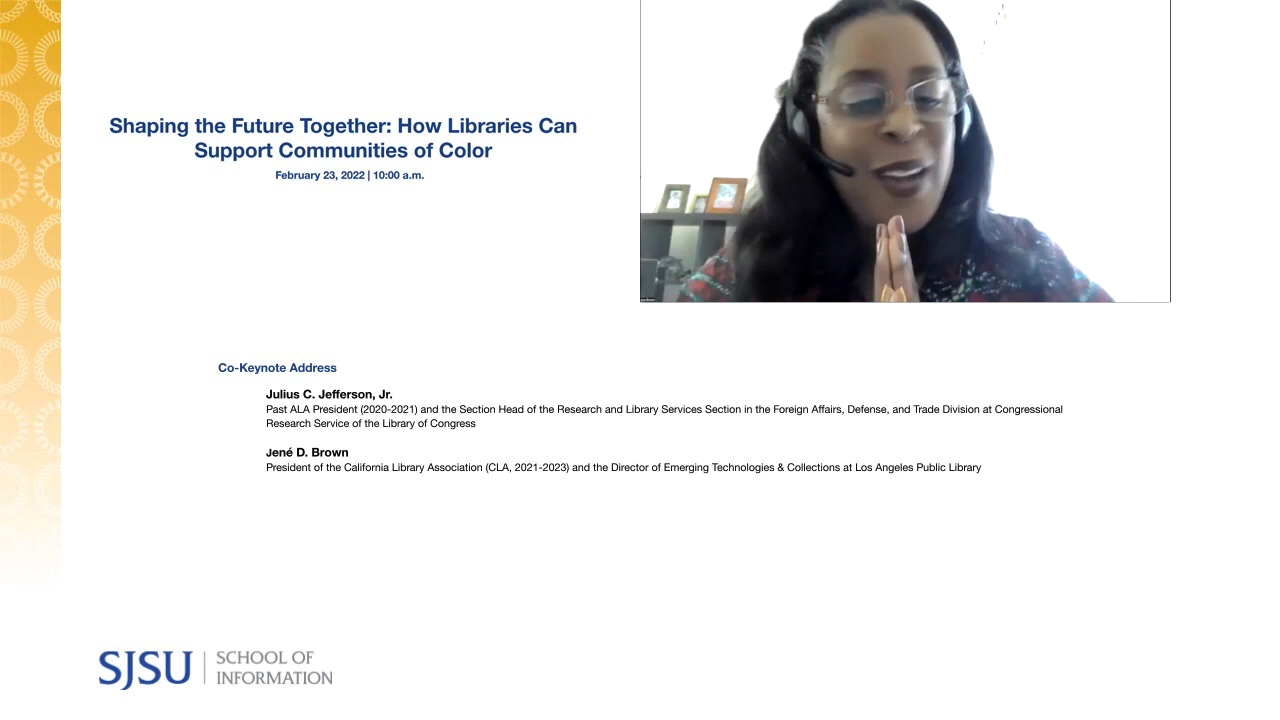 Shaping the Future Together: How Libraries Can
Support Communities of Color
February 23, 2022 | 10:00 a.m.
Co-Keynote Address
Julius C. Jefferson, Jr.
Past ALA President (2020-2021) and the Section Head of the Research and Library Services Section in the Foreign Affairs, Defense, and Trade Division at Congressional
Research Service of the Library of Congress
Jené D. Brown
President of the California Library Association (CLA, 2021-2023) and the Director of Emerging Technologies & Collections at Los Angeles Public Library
SJSU
SCHOOL OF
INFORMATION